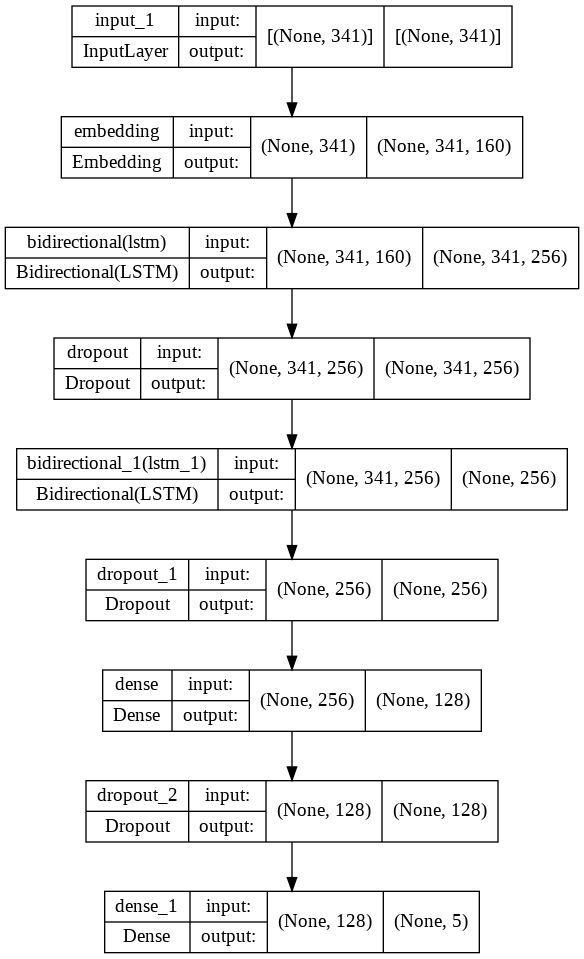 input_1 input: [(None, 341)] [(None, 341)]
InputLayer output:
embedding input: (None, 341) (None, 341, 160)
Embedding output:
bidirectional(lstm) input: (None, 341, 160) (None, 341, 256)
Bidirectional(LSTM) output:
dropout input: (None, 341, 256) (None, 341, 256)
Dropout output:
bidirectional_1(lstm_1) input: (None, 341, 256) (None, 256)
Bidirectional(LSTM) output:
dropout_1 input: (None, 256) (None, 256)
Dropout output:
dense input: (None, 256) (None, 128)
Dense output:
dropout_2 input: (None, 128) (None, 128)
Dropout output:
dense_1 input: (None, 128) (None, 5)
Dense output: